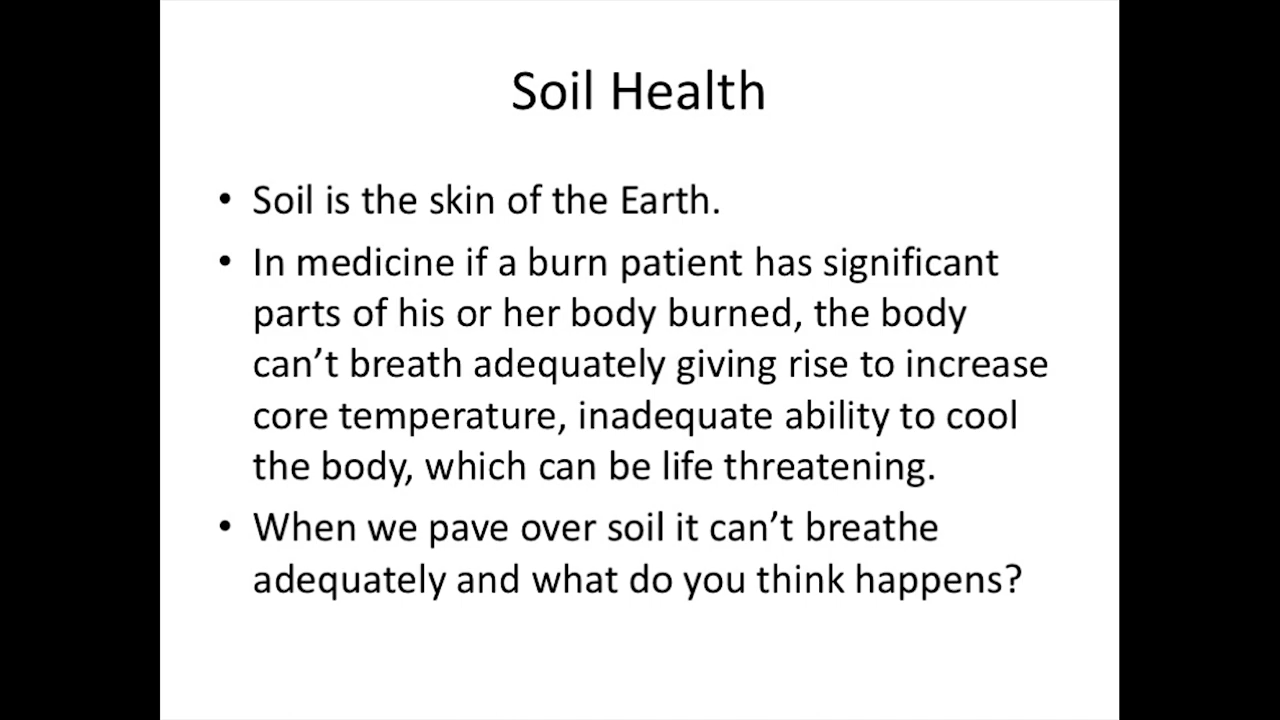 Soil Health
• Soil is the skin of the Earth.
• In medicine if a burn patient has significant
parts of his or her body burned, the body
can’t breath adequately giving rise to increase
core temperature, inadequate ability to cool
the body, which can be life threatening.
• When we pave over soil it can’t breathe
adequately and what do you think happens?